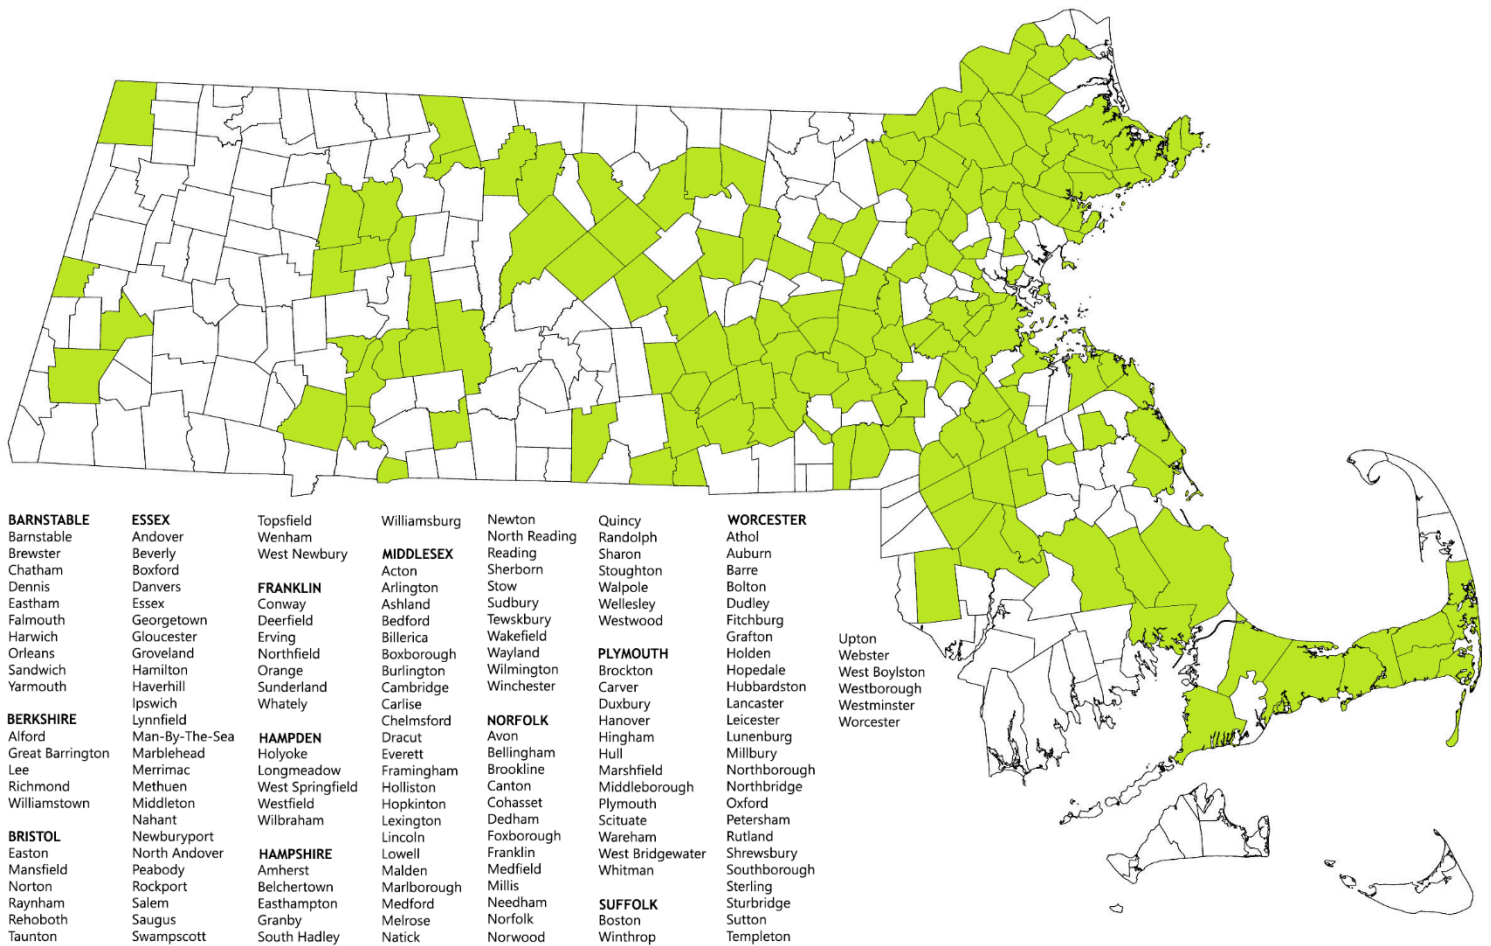 BARNSTABLE
Barnstable
Brewster
Chatham
Dennis
Eastham
Falmouth
Harwich
Orleans
Sandwich
Yarmouth
BERKSHIRE
Alford
Great Barrington
Lee
Richmond
Williamstown
BRISTOL
Easton
Mansfield
Norton
Raynham
Rehoboth
Taunton
ESSEX
Andover
Beverly
Boxford
Danvers
Essex
Georgetown
Gloucester
Groveland
Hamilton
Haverhill
Ipswich
Lynnfield
Man-By-The-Sea
Marblehead
Merrimac
Methuen
Middleton
Nahant
Newburyport
North Andover
Peabody
Rockport
Salem
Saugus
Swampscott
Topsfield
Wenham
West Newbury
FRANKLIN
Conway
Deerfield
Erving
Northfield
Orange
Sunderland
Whately
HAMPDEN
Holyoke
Longmeadow
West Springfield
Westfield
Wilbraham
HAMPSHIRE
Amherst
Belchertown
Easthampton
Granby
South Hadley
Williamsburg
MIDDLESEX
Acton
Arlington
Ashland
Bedford
Billerica
Boxborough
Burlington
Cambridge
Carlise
Chelmsford
Dracut
Everett
Framingham
Holliston
Hopkinton
Lexington
Lincoln
Lowell
Malden
Marlborough
Medford
Melrose
Natick
Newton
North Reading
Reading
Sherborn
Stow
Sudbury
Tewskbury
Wakefield
Wayland
Wilmington
Winchester
NORFOLK
Avon
Bellingham
Brookline
Canton
Cohasset
Dedham
Foxborough
Franklin
Medfield
Millis
Needham
Norfolk
Norwood
Quincy
Randolph
Sharon
Stoughton
Walpole
Wellesley
Westwood
PLYMOUTH
Brockton
Carver
Duxbury
Hanover
Hingham
Hull
Marshfield
Middleborough
Plymouth
Scituate
Wareham
West Bridgewater
Whitman
SUFFOLK
Boston
Winthrop
WORCESTER
Athol
Auburn
Barre
Bolton
Dudley
Fitchburg
Grafton
Holden
Hopedale
Hubbardston
Lancaster
Leicester
Lunenburg
Millbury
Northborough
Northbridge
Oxford
Petersham
Rutland
Shrewsbury
Southborough
Sterling
Sturbridge
Sutton
Templeton
Upton
Webster
West Boylston
Westborough
Westminster
Worcester